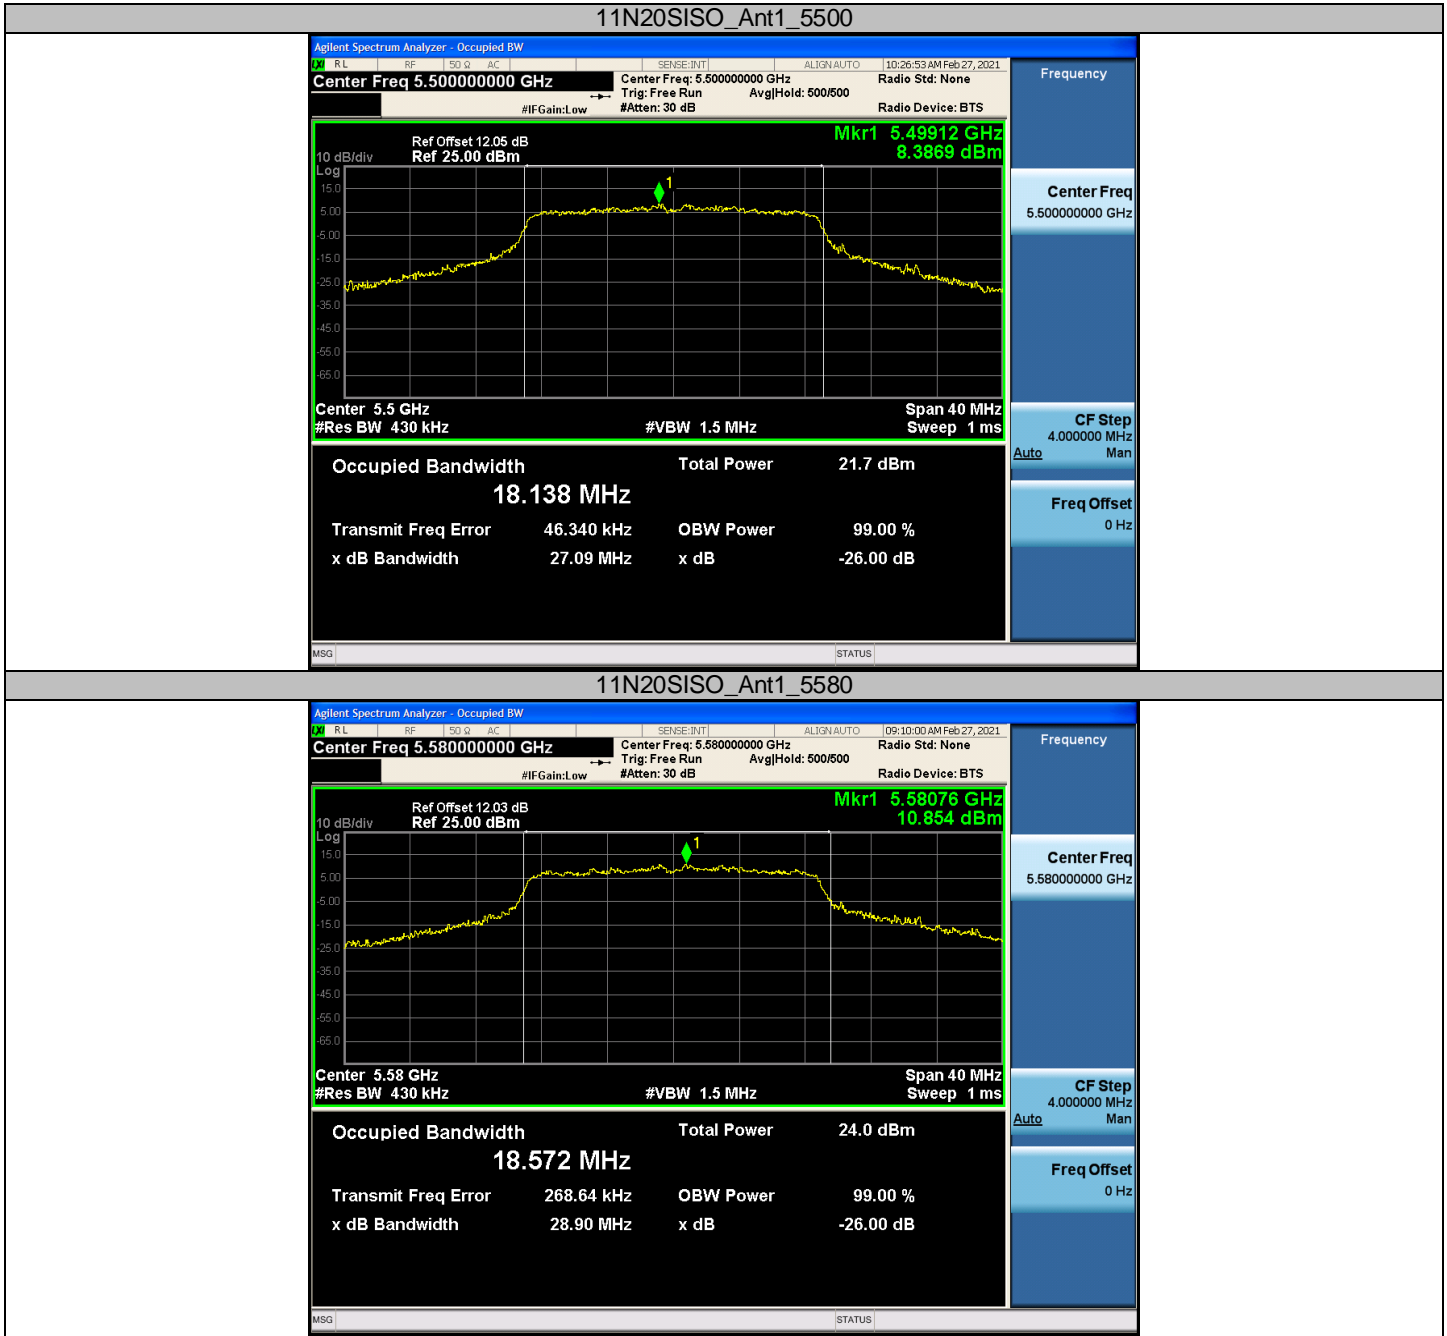 11N20SISO_Ant1_5500
Agilent Spectrum Analyzer - Occupied BW
LXI RL RF 50 Ω AC SENSE:INT ALIGN AUTO 10:26:53 AM Feb 27, 2021
Center Freq 5.500000000 GHz
Center Freq: 5.500000000 GHz Radio Std: None
Trig: Free Run Avg|Hold: 500/500
#IFGain:Low #Atten: 30 dB Radio Device: BTS
Mkr1 5.49912 GHz
8.3869 dBm
Ref Offset 12.05 dB
10 dB/div Ref 25.00 dBm
Log
1
15.0
5.00
-5.00
-15.0
-25.0
-35.0
-45.0
-55.0
-65.0
Center 5.5 GHz Span 40 MHz
#Res BW 430 kHz #VBW 1.5 MHz Sweep 1 ms
Occupied Bandwidth Total Power 21.7 dBm
18.138 MHz
Transmit Freq Error 46.340 kHz OBW Power 99.00 %
x dB Bandwidth 27.09 MHz x dB -26.00 dB
MSG STATUS
Frequency
Center Freq
5.500000000 GHz
CF Step
4.000000 MHz
Auto Man
Freq Offset
0 Hz
11N20SISO_Ant1_5580
Agilent Spectrum Analyzer - Occupied BW
LXI RL RF 50 Ω AC SENSE:INT ALIGN AUTO 09:10:00 AM Feb 27, 2021
Center Freq 5.580000000 GHz
Center Freq: 5.580000000 GHz Radio Std: None
Trig: Free Run Avg|Hold: 500/500
#IFGain:Low #Atten: 30 dB Radio Device: BTS
Mkr1 5.58076 GHz
10.854 dBm
Ref Offset 12.03 dB
10 dB/div Ref 25.00 dBm
Log
1
15.0
5.00
-5.00
-15.0
-25.0
-35.0
-45.0
-55.0
-65.0
Center 5.58 GHz Span 40 MHz
#Res BW 430 kHz #VBW 1.5 MHz Sweep 1 ms
Occupied Bandwidth Total Power 24.0 dBm
18.572 MHz
Transmit Freq Error 268.64 kHz OBW Power 99.00 %
x dB Bandwidth 28.90 MHz x dB -26.00 dB
MSG STATUS
Frequency
Center Freq
5.580000000 GHz
CF Step
4.000000 MHz
Auto Man
Freq Offset
0 Hz